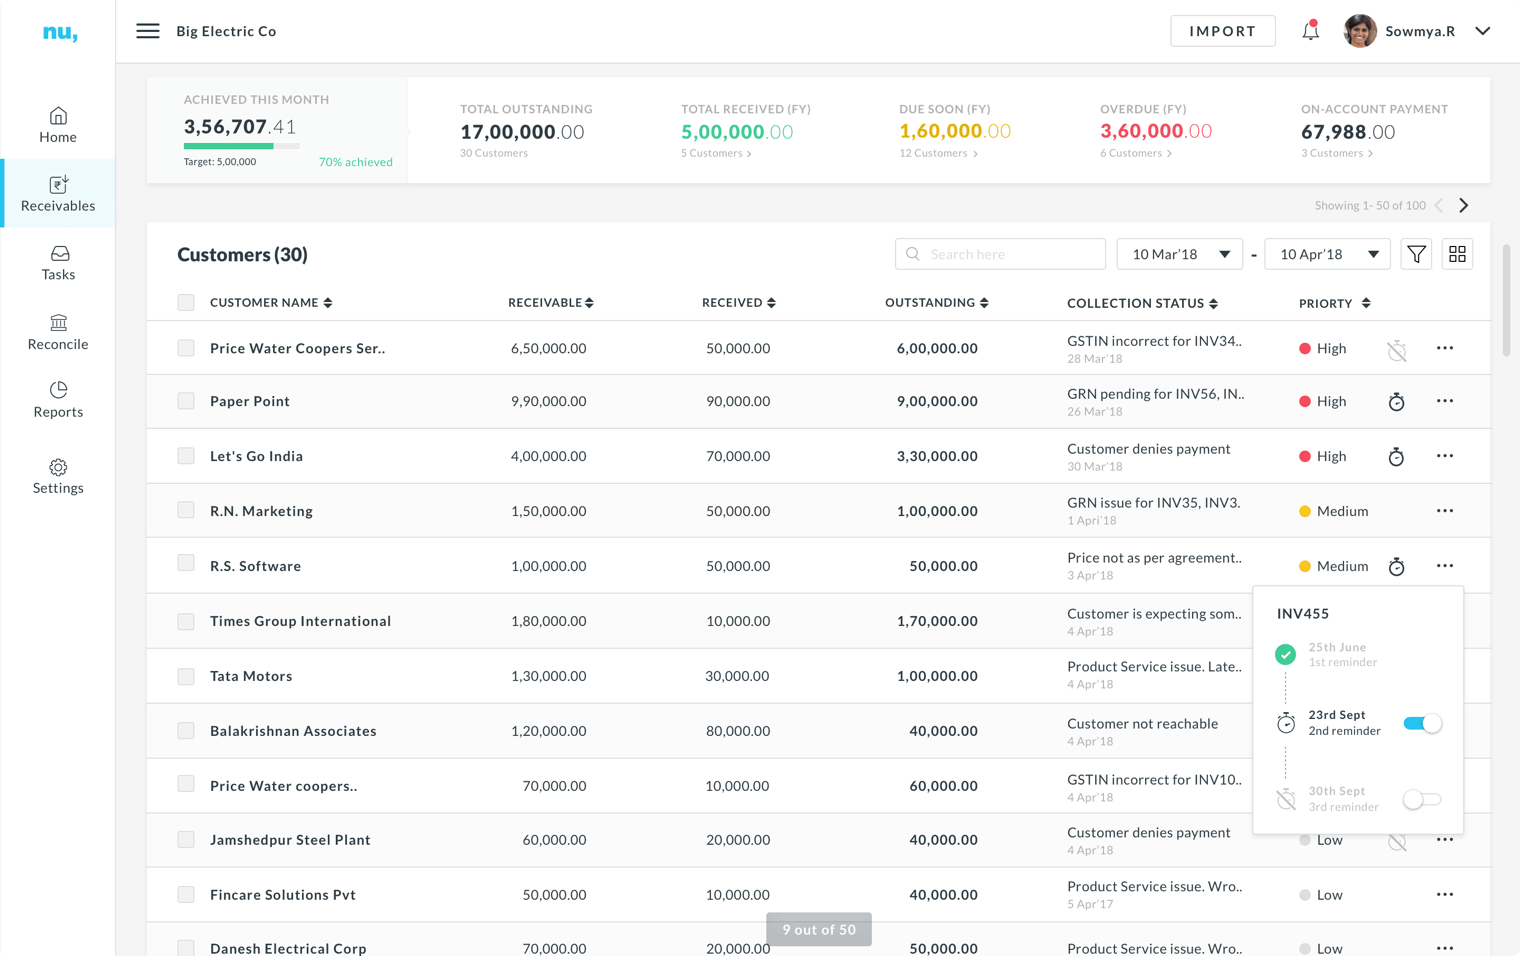 nu,
Big Electric Co
IMPORT
Sowmya.R
Home
Receivables
Tasks
Reconcile
Reports
Settings
ACHIEVED THIS MONTH
3,56,707.41
Target: 5,00,000
70% achieved
TOTAL OUTSTANDING
17,00,000.00
30 Customers
TOTAL RECEIVED (FY)
5,00,000.00
5 Customers >
DUE SOON (FY)
1,60,000.00
12 Customers >
OVERDUE (FY)
3,60,000.00
6 Customers >
ON-ACCOUNT PAYMENT
67,988.00
3 Customers >
Showing 1- 50 of 100
Customers (30)
Search here
10 Mar'18
-
10 Apr'18
CUSTOMER NAME RECEIVABLE RECEIVED OUTSTANDING COLLECTION STATUS PRIORTY
Price Water Coopers Ser.. 6,50,000.00 50,000.00 6,00,000.00 GSTIN incorrect for INV34.. High
28 Mar'18
Paper Point 9,90,000.00 90,000.00 9,00,000.00 GRN pending for INV56, IN.. High
26 Mar'18
Let's Go India 4,00,000.00 70,000.00 3,30,000.00 Customer denies payment High
30 Mar'18
R.N. Marketing 1,50,000.00 50,000.00 1,00,000.00 GRN issue for INV35, INV3. Medium
1 Apri'18
R.S. Software 1,00,000.00 50,000.00 50,000.00 Price not as per agreement.. Medium
3 Apr'18
Times Group International 1,80,000.00 10,000.00 1,70,000.00 Customer is expecting som..
4 Apr'18
Tata Motors 1,30,000.00 30,000.00 1,00,000.00 Product Service issue. Late..
4 Apr'18
Balakrishnan Associates 1,20,000.00 80,000.00 40,000.00 Customer not reachable
4 Apr'18
Price Water coopers.. 70,000.00 10,000.00 60,000.00 GSTIN incorrect for INV10..
4 Apr'18
Jamshedpur Steel Plant 60,000.00 20,000.00 40,000.00 Customer denies payment Low
4 Apr'18
Fincare Solutions Pvt 50,000.00 10,000.00 40,000.00 Product Service issue. Wro.. Low
5 Apr'17
Danesh Electrical Corp 70,000.00 20,000.00 50,000.00 Product Service issue. Wro.. Low
INV455
25th June
1st reminder
23rd Sept
2nd reminder
30th Sept
3rd reminder
9 out of 50